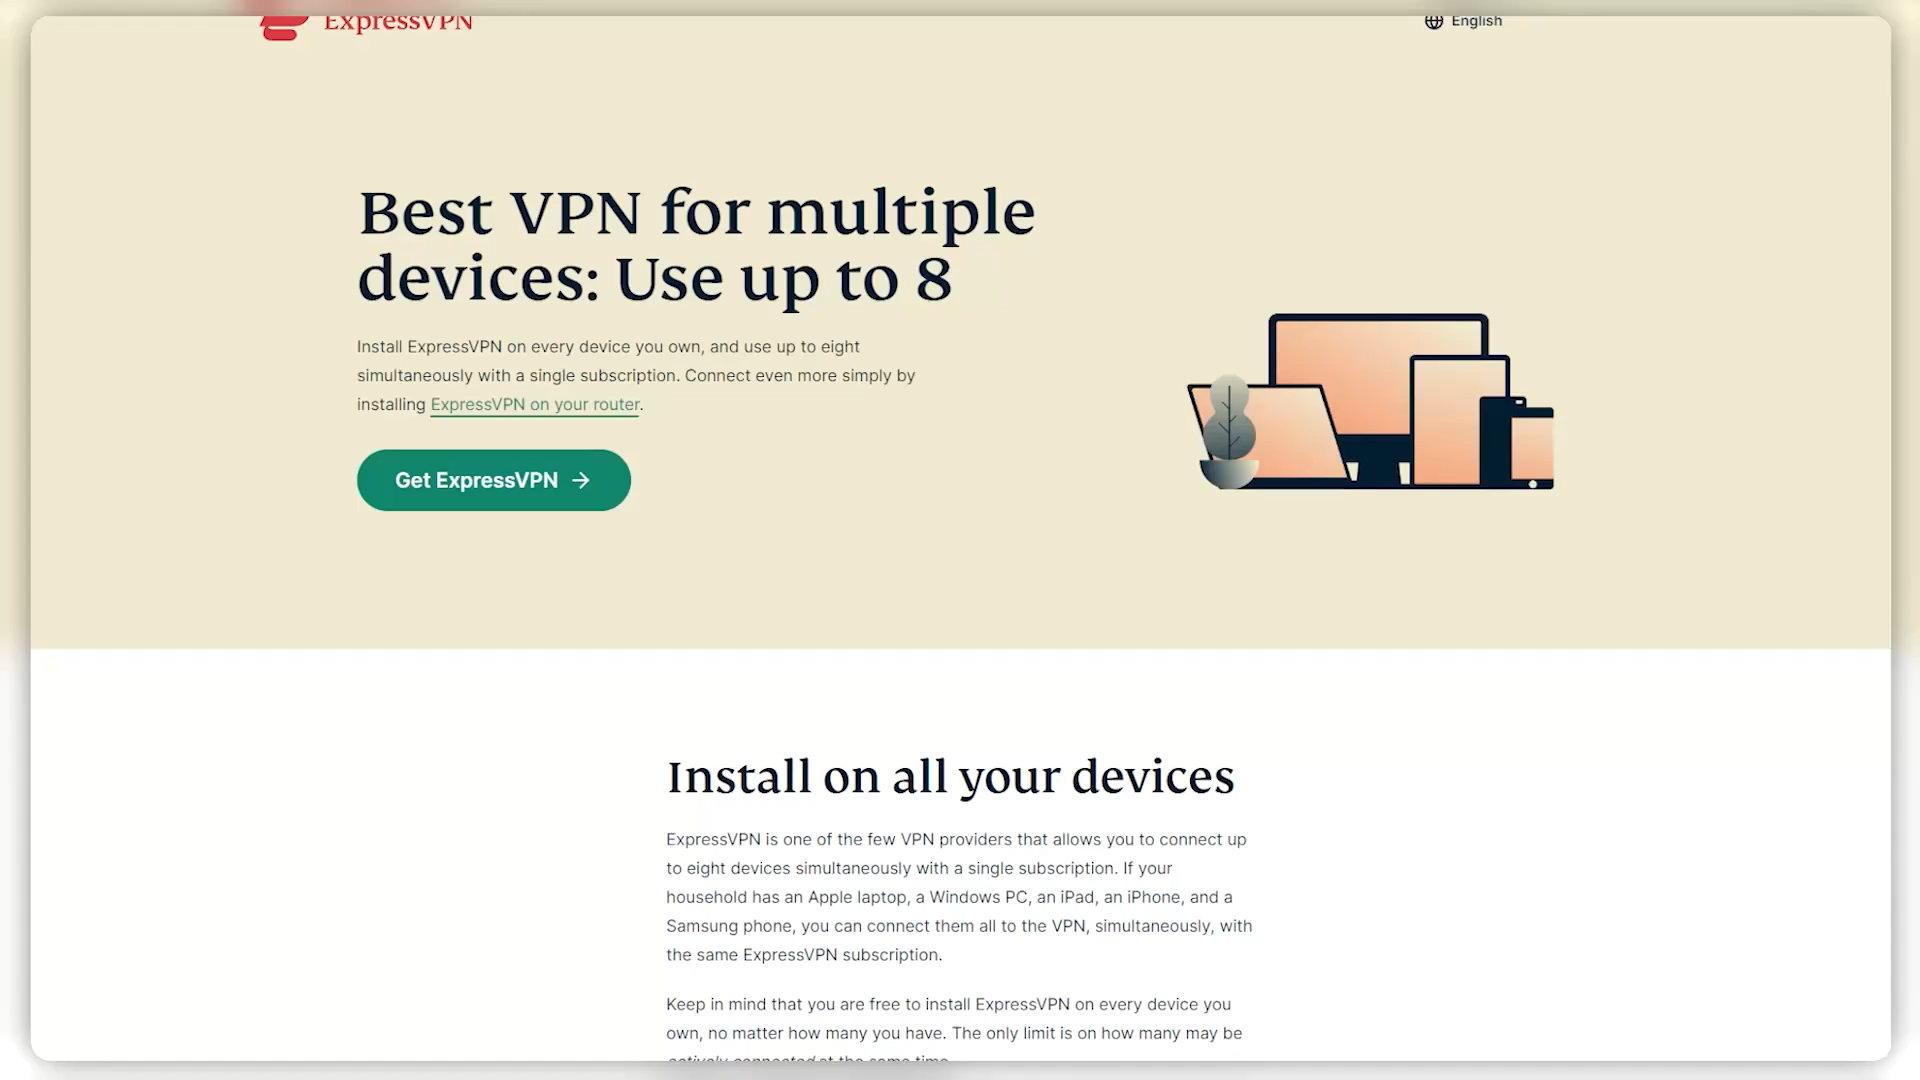 ExpressVPN
English
Best VPN for multiple
devices: Use up to 8
Install ExpressVPN on every device you own, and use up to eight
simultaneously with a single subscription. Connect even more simply by
installing ExpressVPN on your router.
Get ExpressVPN →
Install on all your devices
ExpressVPN is one of the few VPN providers that allows you to connect up
to eight devices simultaneously with a single subscription. If your
household has an Apple laptop, a Windows PC, an iPad, an iPhone, and a
Samsung phone, you can connect them all to the VPN, simultaneously, with
the same ExpressVPN subscription.
Keep in mind that you are free to install ExpressVPN on every device you
own, no matter how many you have. The only limit is on how many may be
actively connected at the same time.